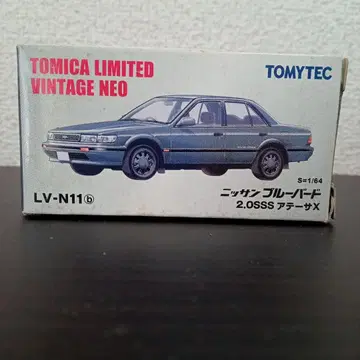 TOMICA LIMITED
VINTAGE NEO
TOMYTEC
S=1/64
LV-N11ⓑ
ニッサン ブルーバード
2.0SSS アテーサX